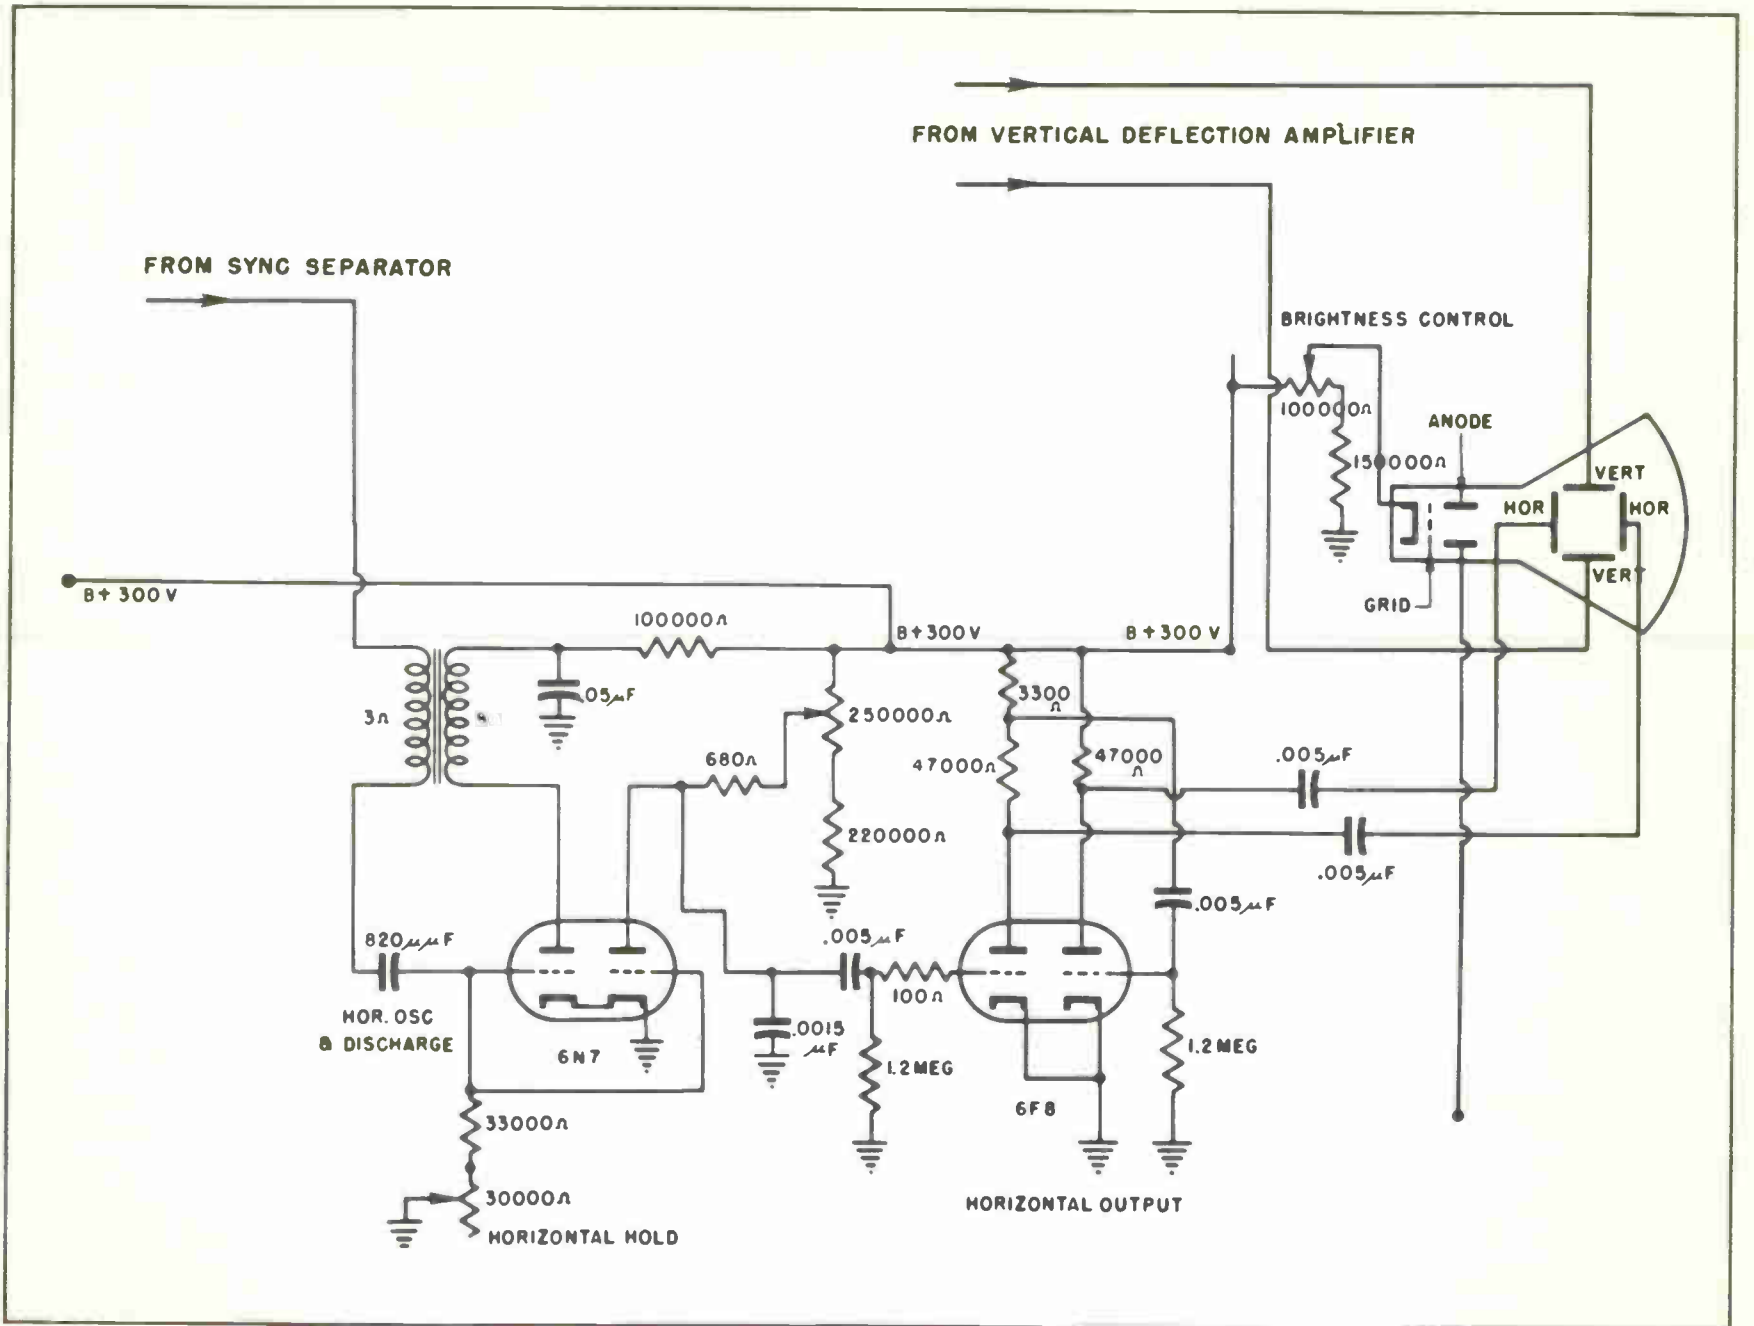 FROM VERTICAL DEFLECTION AMPLIFIER
FROM SYNC SEPARATOR
BRIGHTNESS CONTROL
100000Ω
ANODE
150000Ω
VERT
HOR
HOR
VERT
GRID
B+300V
100000Ω
B+300V
B+300V
.05μF
3Ω
250000Ω
3300
Ω
680Ω
47000Ω
47000
Ω
.005μF
220000Ω
.005μF
.005μF
820μμF
.005μF
100Ω
HOR. OSC
& DISCHARGE
6N7
.0015
μF
1.2MEG
1.2MEG
6F8
33000Ω
30000Ω
HORIZONTAL HOLD
HORIZONTAL OUTPUT